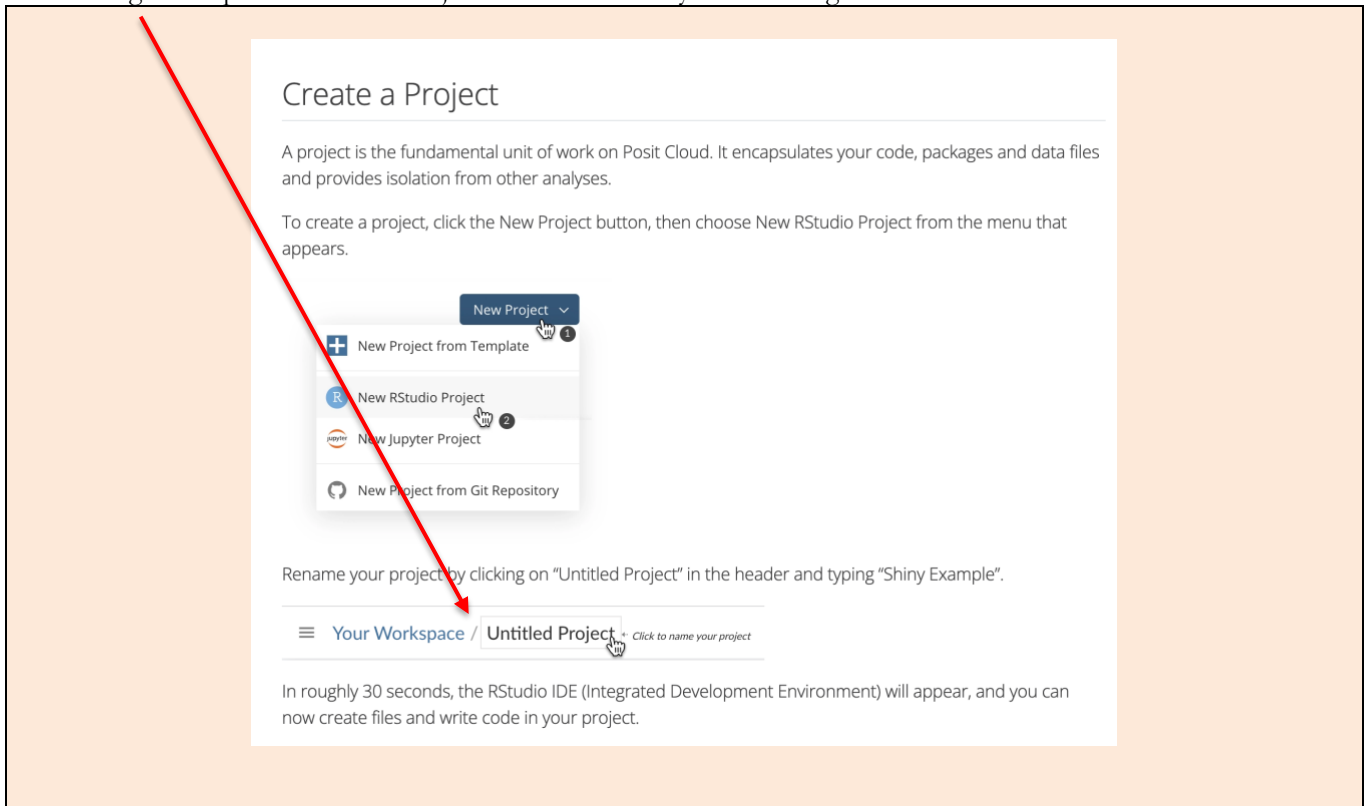 Create a Project
A project is the fundamental unit of work on Posit Cloud. It encapsulates your code, packages and data files
and provides isolation from other analyses.
To create a project, click the New Project button, then choose New RStudio Project from the menu that
appears.
New Project
1
New Project from Template
R New RStudio Project
2
jupyter New Jupyter Project
New Project from Git Repository
Rename your project by clicking on “Untitled Project” in the header and typing “Shiny Example”.
Your Workspace / Untitled Project ← Click to name your project
In roughly 30 seconds, the RStudio IDE (Integrated Development Environment) will appear, and you can
now create files and write code in your project.